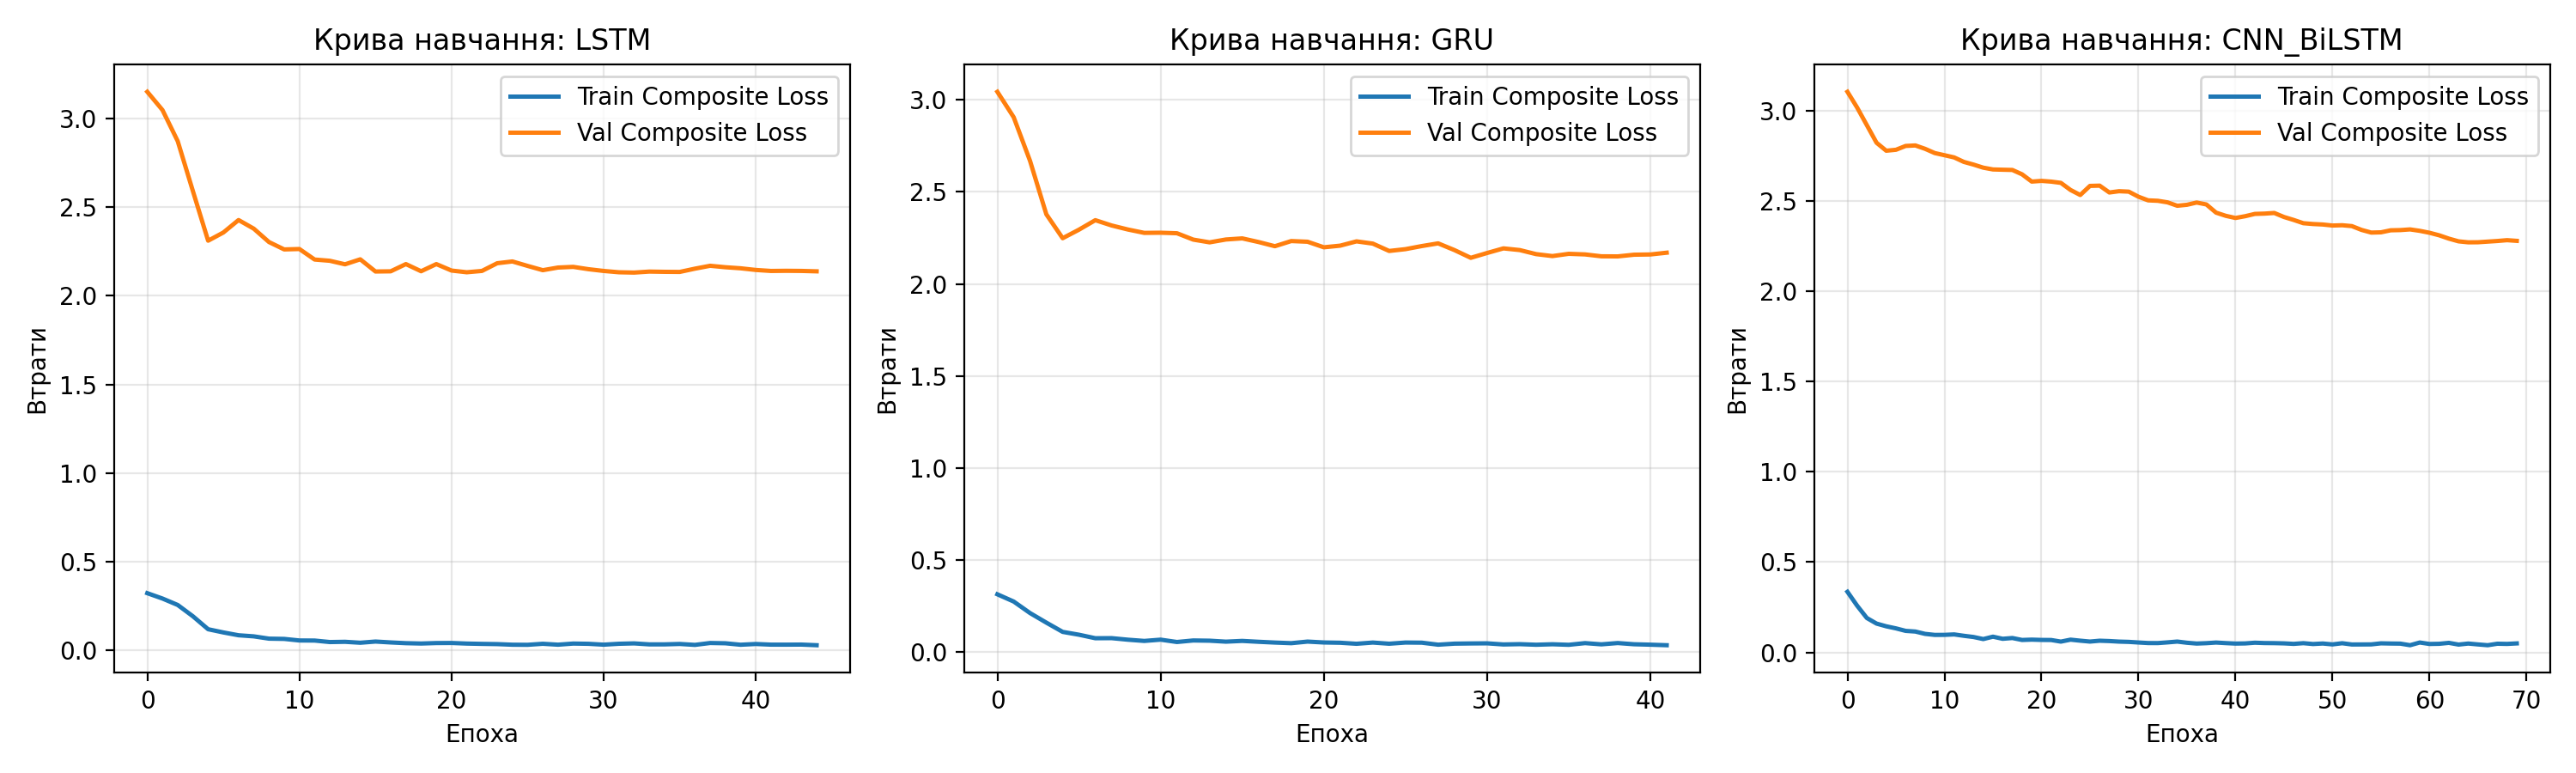 Крива навчання: LSTM
Train Composite Loss
Val Composite Loss
3.0
2.5
2.0
1.5
1.0
0.5
0.0
Втрати
0 10 20 30 40
Епоха
Крива навчання: GRU
Train Composite Loss
Val Composite Loss
3.0
2.5
2.0
1.5
1.0
0.5
0.0
Втрати
0 10 20 30 40
Епоха
Крива навчання: CNN_BiLSTM
Train Composite Loss
Val Composite Loss
3.0
2.5
2.0
1.5
1.0
0.5
0.0
Втрати
0 10 20 30 40 50 60 70
Епоха